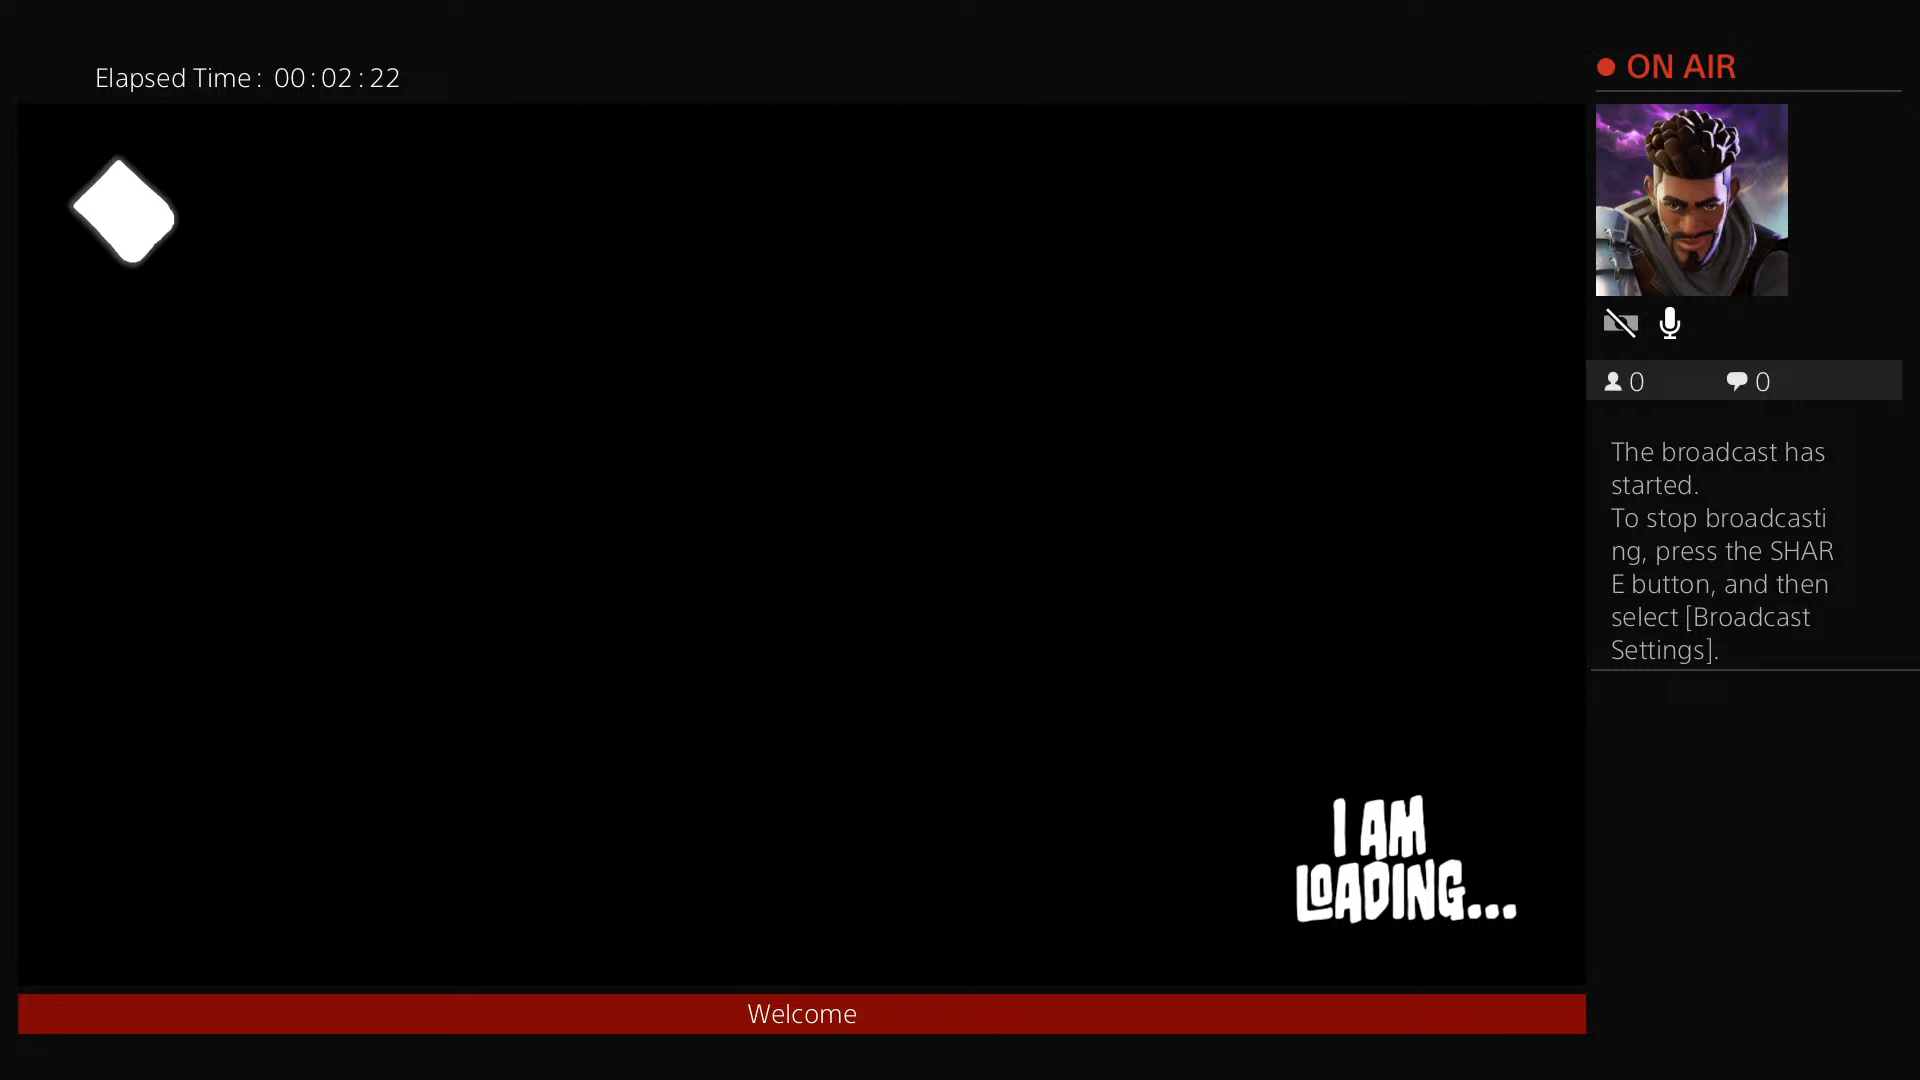 Elapsed Time: 00:02:22
ON AIR
0 0
The broadcast has
started.
To stop broadcasti
ng, press the SHAR
E button, and then
select [Broadcast
Settings].
I AM
LOADING...
Welcome